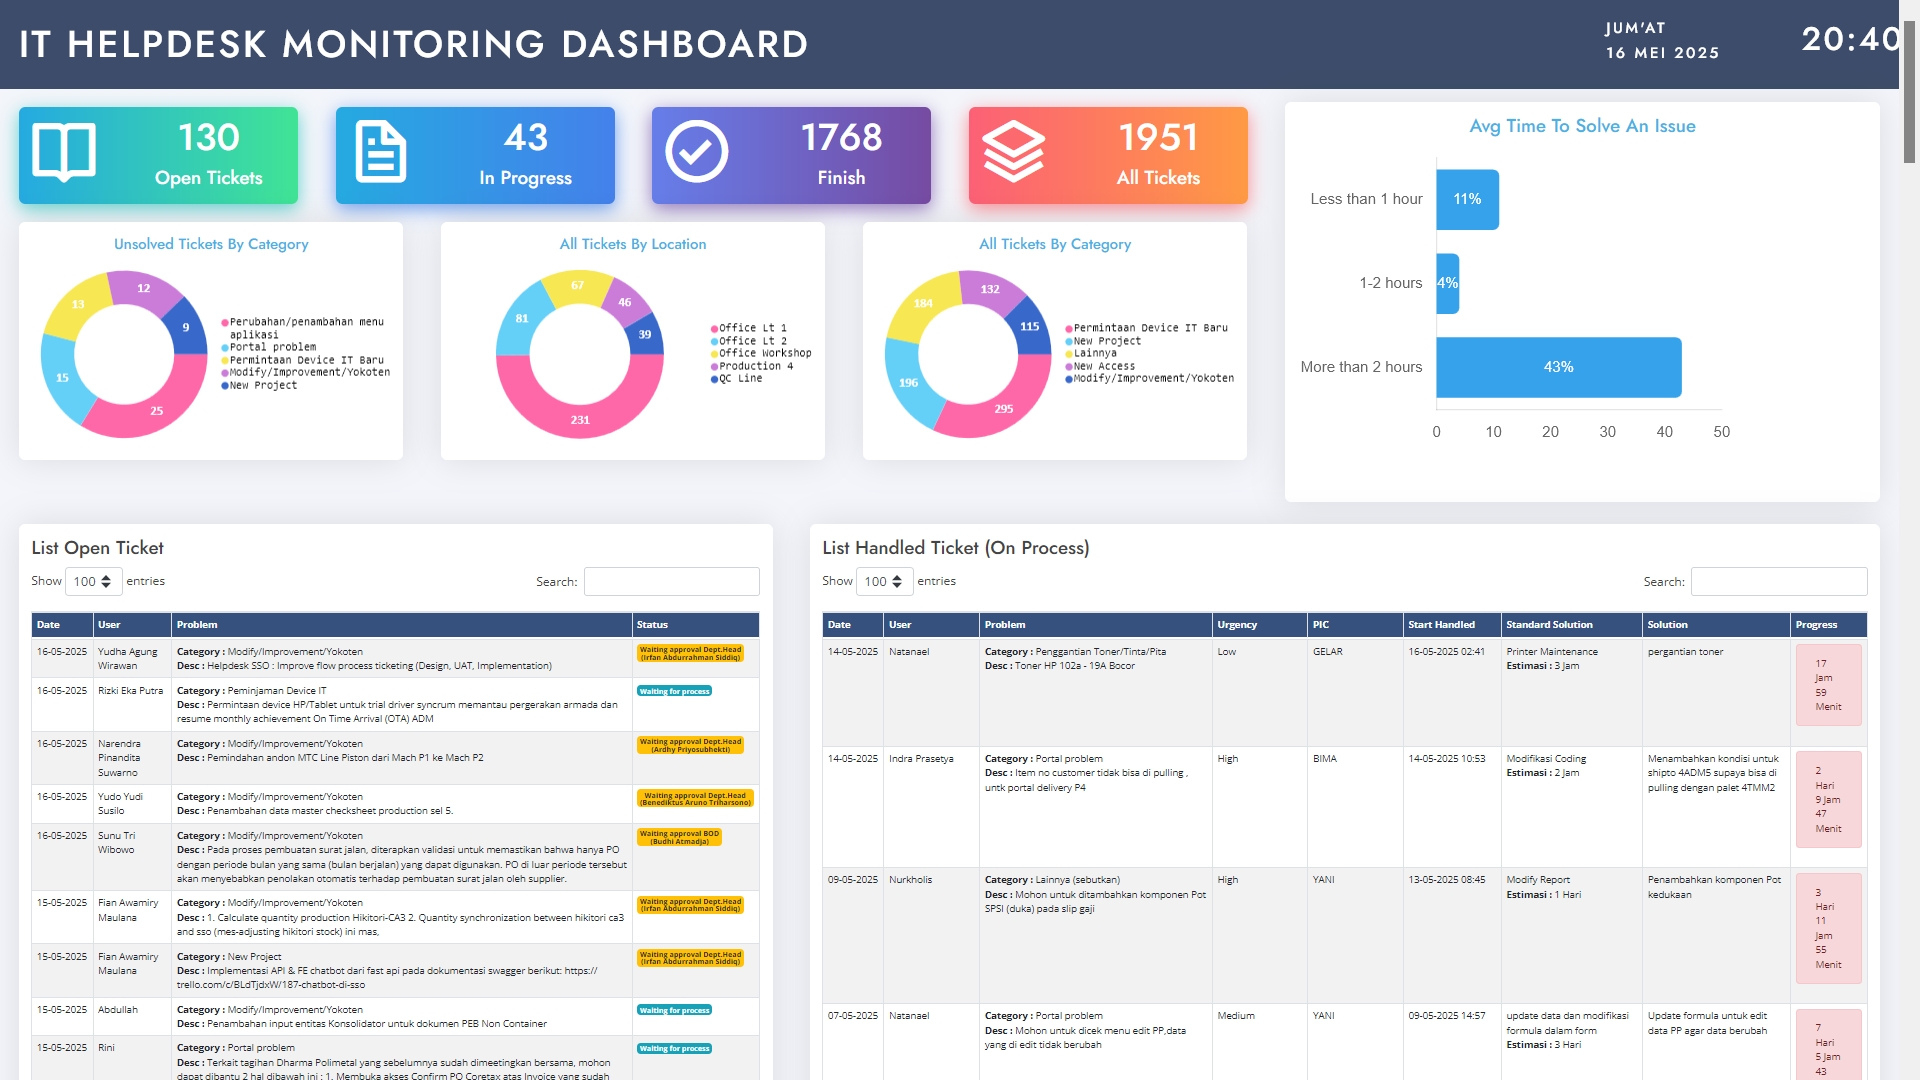 IT HELPDESK MONITORING DASHBOARD
JUM'AT
16 MEI 2025
20:40
130
Open Tickets
43
In Progress
1768
Finish
1951
All Tickets
Unsolved Tickets By Category
12
13
9
15
25
Perubahan/penambahan menu
aplikasi
Portal problem
Permintaan Device IT Baru
Modify/Improvement/Yokoten
New Project
All Tickets By Location
67
46
81
39
231
Office Lt 1
Office Lt 2
Office Workshop
Production 4
QC Line
All Tickets By Category
132
184
115
196
295
Permintaan Device IT Baru
New Project
Lainnya
New Access
Modify/Improvement/Yokoten
Avg Time To Solve An Issue
Less than 1 hour 11%
1-2 hours 4%
More than 2 hours 43%
0 10 20 30 40 50
List Open Ticket
Show 100 entries Search:
Date User Problem Status
16-05-2025 Yudha Agung Wirawan
Category : Modify/Improvement/Yokoten
Desc : Helpdesk SSO : Improve flow process ticketing (Design, UAT, Implementation)
Waiting approval Dept.Head
(Irfan Abdurrahman Siddiq)
16-05-2025 Rizki Eka Putra
Category : Peminjaman Device IT
Desc : Permintaan device HP/Tablet untuk trial driver syncrum memantau pergerakan armada dan
resume monthly achievement On Time Arrival (OTA) ADM
Waiting for process
16-05-2025 Narendra Pinandita Suwarno
Category : Modify/Improvement/Yokoten
Desc : Pemindahan andon MTC Line Piston dari Mach P1 ke Mach P2
Waiting approval Dept.Head
(Ardhy Priyosubhekti)
16-05-2025 Yudo Yudi Susilo
Category : Modify/Improvement/Yokoten
Desc : Penambahan data master checksheet production sel 5.
Waiting approval Dept.Head
(Benediktus Aruno Triharsono)
16-05-2025 Sunu Tri Wibowo
Category : Modify/Improvement/Yokoten
Desc : Pada proses pembuatan surat jalan, diterapkan validasi untuk memastikan bahwa hanya PO
dengan periode bulan yang sama (bulan berjalan) yang dapat digunakan. PO di luar periode tersebut
akan menyebabkan penolakan otomatis terhadap pembuatan surat jalan oleh supplier.
Waiting approval BOD
(Budhi Atmadja)
15-05-2025 Fian Awamiry Maulana
Category : Modify/Improvement/Yokoten
Desc : 1. Calculate quantity production Hikitori-CA3 2. Quantity synchronization between hikitori ca3
and sso (mes-adjusting hikitori stock) ini mas,
Waiting approval Dept.Head
(Irfan Abdurrahman Siddiq)
15-05-2025 Fian Awamiry Maulana
Category : New Project
Desc : Implementasi API & FE chatbot dari fast api pada dokumentasi swagger berikut: https://
trello.com/c/BLdTjdxW/187-chatbot-di-sso
Waiting approval Dept.Head
(Irfan Abdurrahman Siddiq)
15-05-2025 Abdullah
Category : Modify/Improvement/Yokoten
Desc : Penambahan input entitas Konsolidator untuk dokumen PEB Non Container
Waiting for process
15-05-2025 Rini
Category : Portal problem
Desc : Terkait tagihan Dharma Polimetal yang sebelumnya sudah dimeetingkan bersama, mohon
dapat dibantu 2 hal dibawah ini : 1. Membuka akses Confirm PO Coretax atas Invoice yang sudah
Waiting for process
List Handled Ticket (On Process)
Show 100 entries Search:
Date User Problem Urgency PIC Start Handled Standard Solution Solution Progress
14-05-2025 Natanael
Category : Penggantian Toner/Tinta/Pita
Desc : Toner HP 102a - 19A Bocor
Low GELAR 16-05-2025 02:41
Printer Maintenance
Estimasi : 3 Jam
pergantian toner
17
Jam
59
Menit
14-05-2025 Indra Prasetya
Category : Portal problem
Desc : Item no customer tidak bisa di pulling ,
untk portal delivery P4
High BIMA 14-05-2025 10:53
Modifikasi Coding
Estimasi : 2 Jam
Menambahkan kondisi untuk
shipto 4ADM5 supaya bisa di
pulling dengan palet 4TMM2
2
Hari
9 Jam
47
Menit
09-05-2025 Nurkholis
Category : Lainnya (sebutkan)
Desc : Mohon untuk ditambahkan komponen Pot
SPSI (duka) pada slip gaji
High YANI 13-05-2025 08:45
Modify Report
Estimasi : 1 Hari
Penambahan komponen Pot
kedukaan
3
Hari
11
Jam
55
Menit
07-05-2025 Natanael
Category : Portal problem
Desc : Mohon untuk dicek menu edit PP,data
yang di edit tidak berubah
Medium YANI 09-05-2025 14:57
update data dan modifikasi
formula dalam form
Estimasi : 3 Hari
Update formula untuk edit
data PP agar data berubah
7
Hari
5 Jam
43